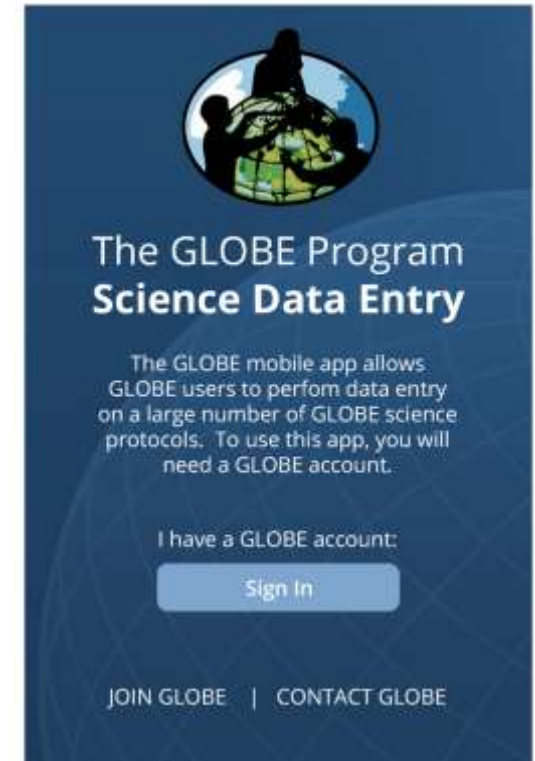 The GLOBE Program
Science Data Entry
The GLOBE mobile app allows
GLOBE users to perfom data entry
on a large number of GLOBE science
protocols. To use this app, you will
need a GLOBE account.
I have a GLOBE account:
Sign In
JOIN GLOBE | CONTACT GLOBE